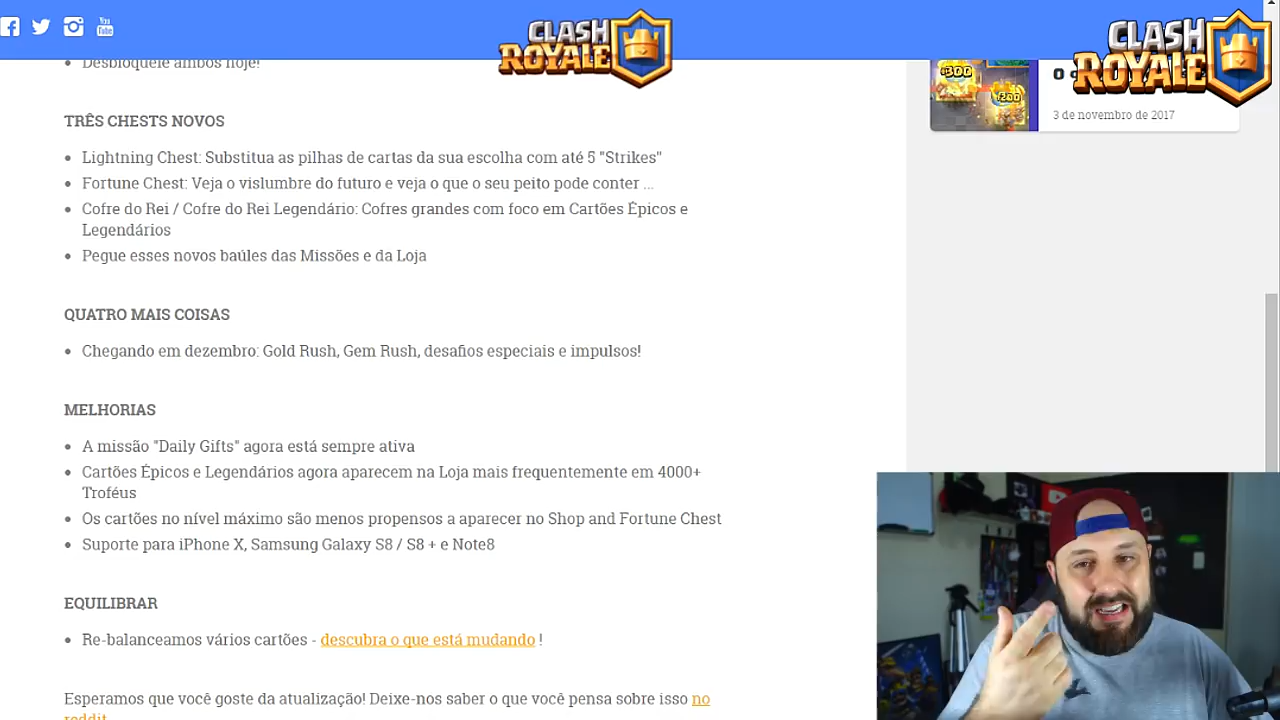 You Tube
CLASH ROYALE
CLASH ROYALE
Desbloqueie ambos hoje!
TRÊS CHESTS NOVOS
Lightning Chest: Substitua as pilhas de cartas da sua escolha com até 5 "Strikes"
Fortune Chest: Veja o vislumbre do futuro e veja o que o seu peito pode conter ...
Cofre do Rei / Cofre do Rei Legendário: Cofres grandes com foco em Cartões Épicos e
Legendários
Pegue esses novos baúles das Missões e da Loja
QUATRO MAIS COISAS
Chegando em dezembro: Gold Rush, Gem Rush, desafios especiais e impulsos!
MELHORIAS
A missão "Daily Gifts" agora está sempre ativa
Cartões Épicos e Legendários agora aparecem na Loja mais frequentemente em 4000+
Troféus
Os cartões no nível máximo são menos propensos a aparecer no Shop and Fortune Chest
Suporte para iPhone X, Samsung Galaxy S8 / S8 + e Note8
EQUILIBRAR
Re-balanceamos vários cartões - descubra o que está mudando !
Esperamos que você goste da atualização! Deixe-nos saber o que você pensa sobre isso no
reddit
+300
+200
O
3 de novembro de 2017